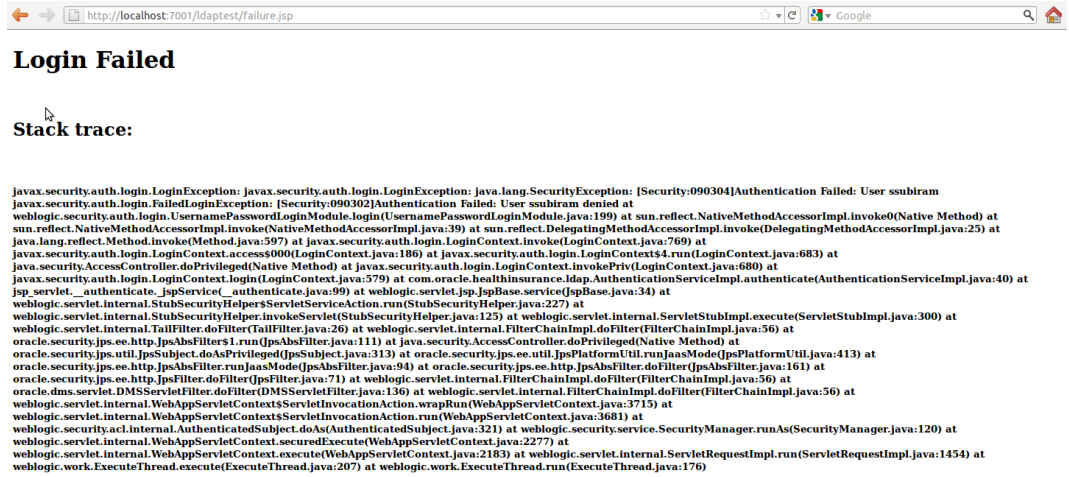 http://localhost:7001/ldaptest/failure.jsp
Google
Login Failed
Stack trace:
javax.security.auth.login.LoginException: javax.security.auth.login.LoginException: java.lang.SecurityException: [Security:090304]Authentication Failed: User ssubiram
javax.security.auth.login.FailedLoginException: [Security:090302]Authentication Failed: User ssubiram denied at
weblogic.security.auth.login.UsernamePasswordLoginModule.login(UsernamePasswordLoginModule.java:199) at sun.reflect.NativeMethodAccessorImpl.invoke0(Native Method) at
sun.reflect.NativeMethodAccessorImpl.invoke(NativeMethodAccessorImpl.java:39) at sun.reflect.DelegatingMethodAccessorImpl.invoke(DelegatingMethodAccessorImpl.java:25) at
java.lang.reflect.Method.invoke(Method.java:597) at javax.security.auth.login.LoginContext.invoke(LoginContext.java:769) at
javax.security.auth.login.LoginContext.access$000(LoginContext.java:186) at javax.security.auth.login.LoginContext$4.run(LoginContext.java:683) at
java.security.AccessController.doPrivileged(Native Method) at javax.security.auth.login.LoginContext.invokePriv(LoginContext.java:680) at
javax.security.auth.login.LoginContext.login(LoginContext.java:579) at com.oracle.healthinsurance.ldap.AuthenticationServiceImpl.authenticate(AuthenticationServiceImpl.java:40) at
jsp_servlet.__authenticate._jspService(__authenticate.java:99) at weblogic.servlet.jsp.JspBase.service(JspBase.java:34) at
weblogic.servlet.internal.StubSecurityHelper$ServletServiceAction.run(StubSecurityHelper.java:227) at
weblogic.servlet.internal.StubSecurityHelper.invokeServlet(StubSecurityHelper.java:125) at weblogic.servlet.internal.ServletStubImpl.execute(ServletStubImpl.java:300) at
weblogic.servlet.internal.TailFilter.doFilter(TailFilter.java:26) at weblogic.servlet.internal.FilterChainImpl.doFilter(FilterChainImpl.java:56) at
oracle.security.jps.ee.http.JpsAbsFilter$1.run(JpsAbsFilter.java:111) at java.security.AccessController.doPrivileged(Native Method) at
oracle.security.jps.util.JpsSubject.doAsPrivileged(JpsSubject.java:313) at oracle.security.jps.ee.util.JpsPlatformUtil.runJaasMode(JpsPlatformUtil.java:413) at
oracle.security.jps.ee.http.JpsAbsFilter.runJaasMode(JpsAbsFilter.java:94) at oracle.security.jps.ee.http.JpsAbsFilter.doFilter(JpsAbsFilter.java:161) at
oracle.security.jps.ee.http.JpsFilter.doFilter(JpsFilter.java:71) at weblogic.servlet.internal.FilterChainImpl.doFilter(FilterChainImpl.java:56) at
oracle.dms.servlet.DMSServletFilter.doFilter(DMSServletFilter.java:136) at weblogic.servlet.internal.FilterChainImpl.doFilter(FilterChainImpl.java:56) at
weblogic.servlet.internal.WebAppServletContext$ServletInvocationAction.wrapRun(WebAppServletContext.java:3715) at
weblogic.servlet.internal.WebAppServletContext$ServletInvocationAction.run(WebAppServletContext.java:3681) at
weblogic.security.acl.internal.AuthenticatedSubject.doAs(AuthenticatedSubject.java:321) at weblogic.security.service.SecurityManager.runAs(SecurityManager.java:120) at
weblogic.servlet.internal.WebAppServletContext.securedExecute(WebAppServletContext.java:2277) at
weblogic.servlet.internal.WebAppServletContext.execute(WebAppServletContext.java:2183) at weblogic.servlet.internal.ServletRequestImpl.run(ServletRequestImpl.java:1454) at
weblogic.work.ExecuteThread.execute(ExecuteThread.java:207) at weblogic.work.ExecuteThread.run(ExecuteThread.java:176)